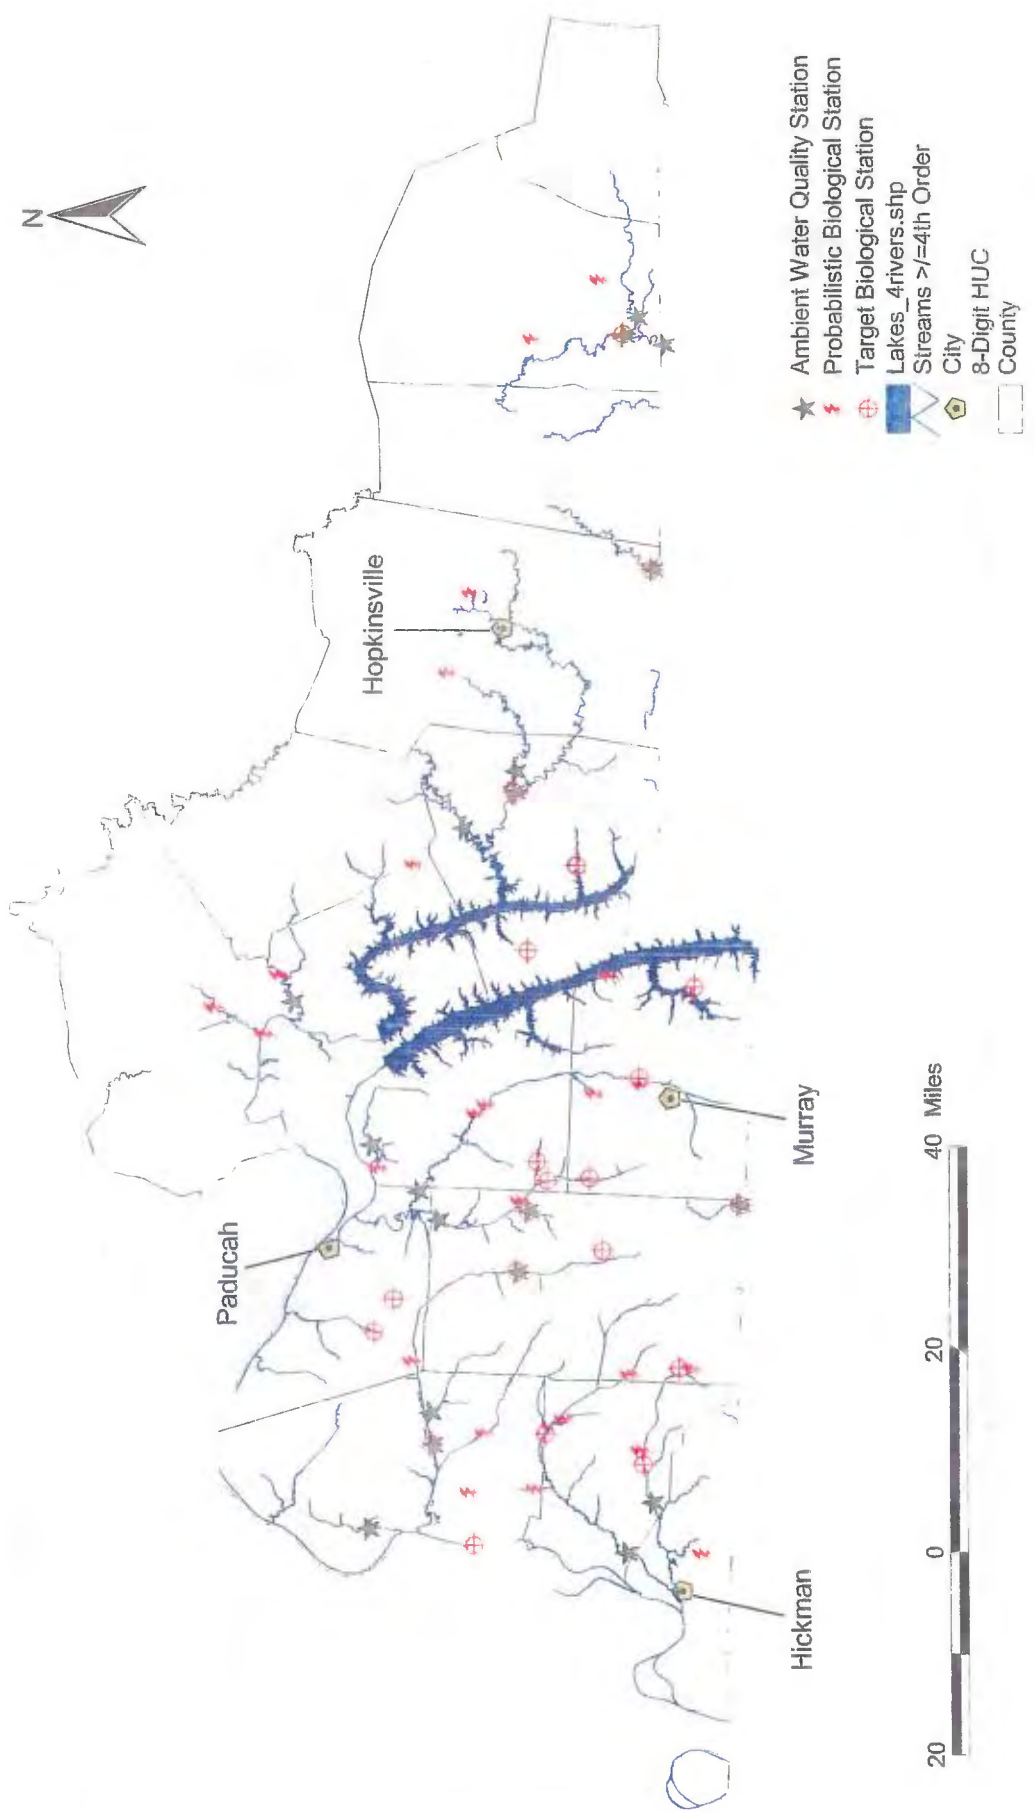 N
Hopkinsville
Paducah
Murray
Hickman
Ambient Water Quality Station
Probabilistic Biological Station
Target Biological Station
Lakes_4rivers.shp
Streams >/=4th Order
City
8-Digit HUC
County
20 0 20 40 Miles